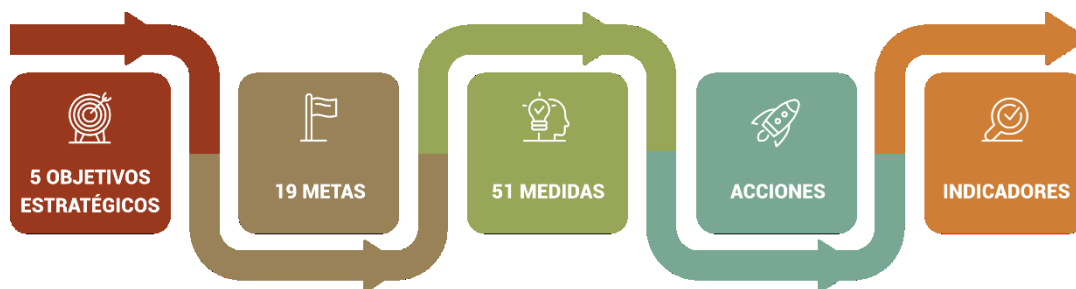 5 OBJETIVOS
ESTRATÉGICOS
19 METAS
51 MEDIDAS
ACCIONES
INDICADORES